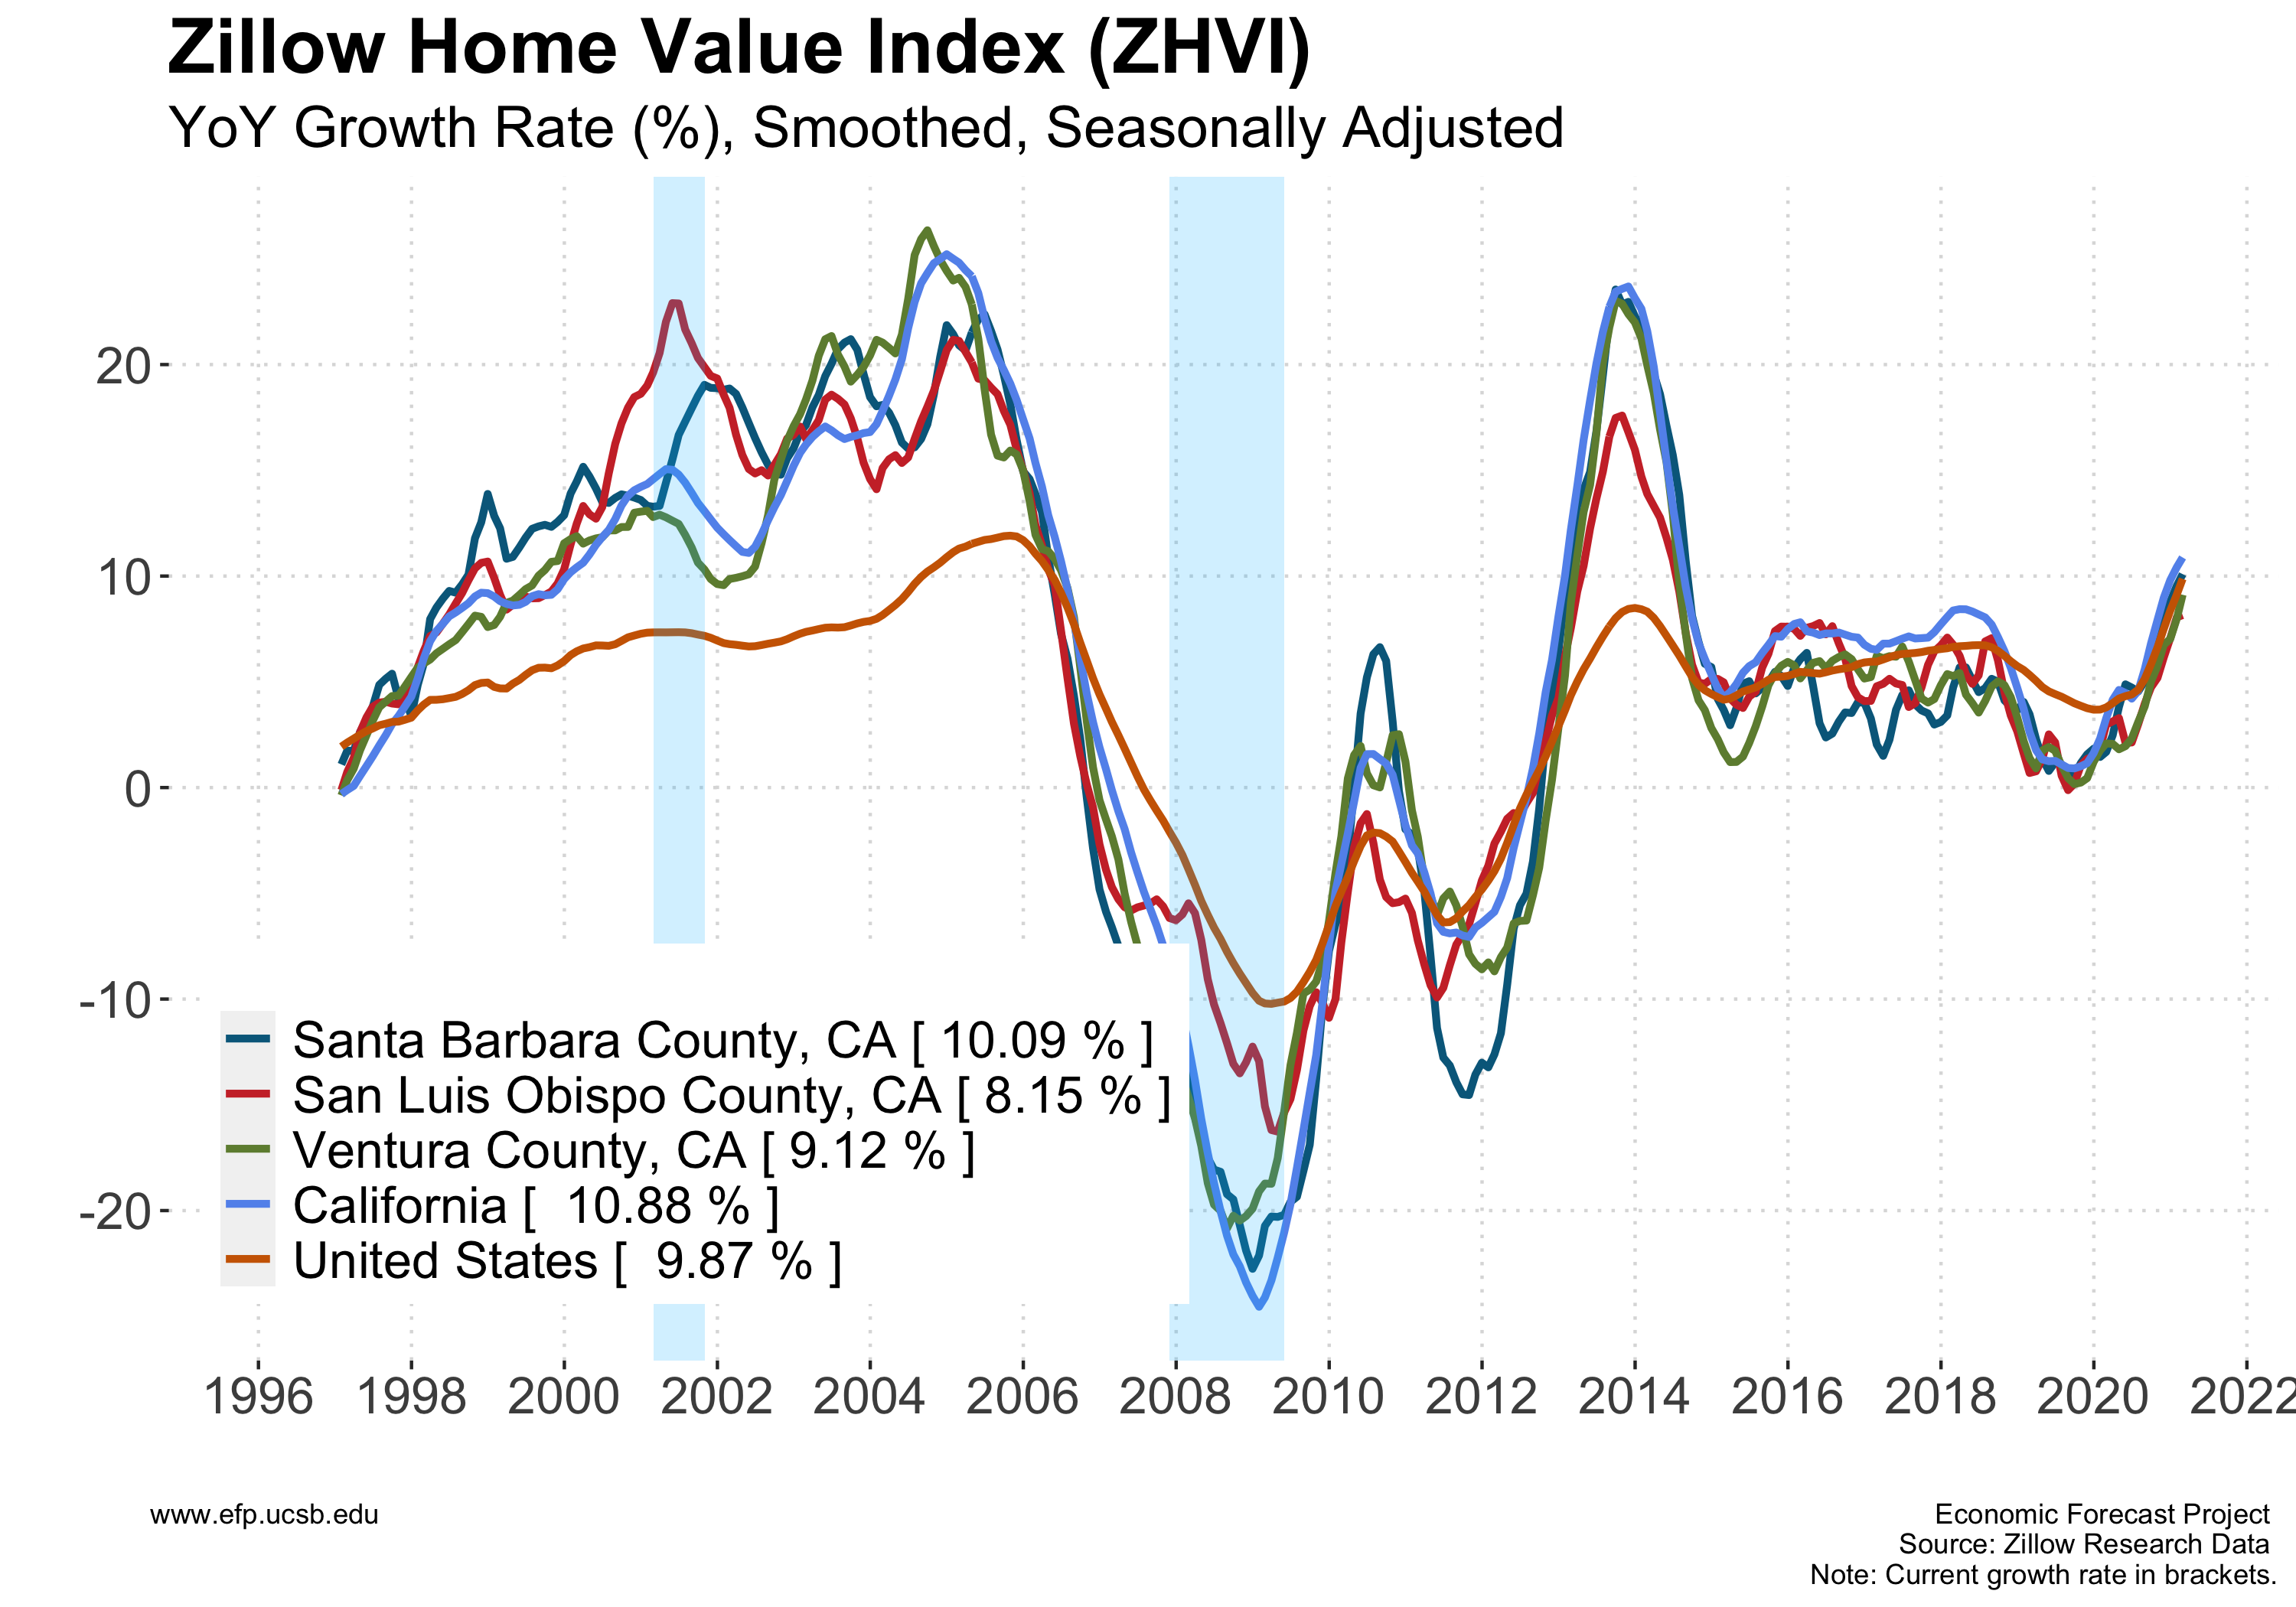 Zillow Home Value Index (ZHVI)
YoY Growth Rate (%), Smoothed, Seasonally Adjusted
20
10
0
-10
-20
Santa Barbara County, CA [ 10.09 % ]
San Luis Obispo County, CA [ 8.15 % ]
Ventura County, CA [ 9.12 % ]
California [  10.88 % ]
United States [  9.87 % ]
1996 1998 2000 2002 2004 2006 2008 2010 2012 2014 2016 2018 2020 2022
www.efp.ucsb.edu
Economic Forecast Project
Source: Zillow Research Data
Note: Current growth rate in brackets.